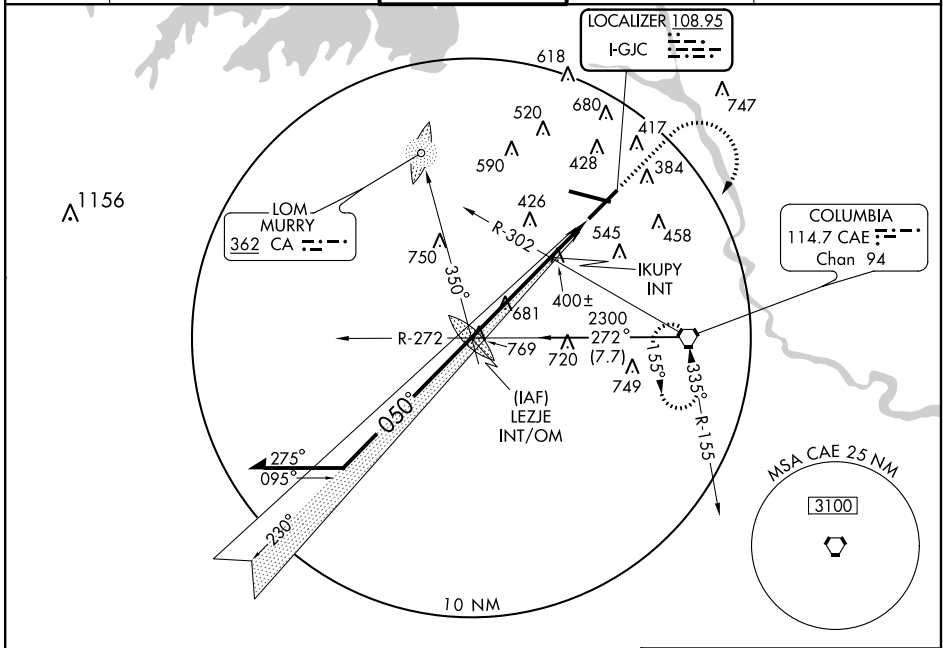 LOCALIZER 108.95
I-GJC
618
747
680
520
417
590
428
384
1156
LOM
MURRY
362 CA
426
R-302
545
458
COLUMBIA
114.7 CAE
Chan 94
750
350°
IKUPY
INT
400±
681
2300
R-272
272°
(7.7)
769
720
749
155°
335°
R-155
(IAF)
LEZJE
INT/OM
050°
275°
095°
230°
MSA CAE 25 NM
3100
10 NM